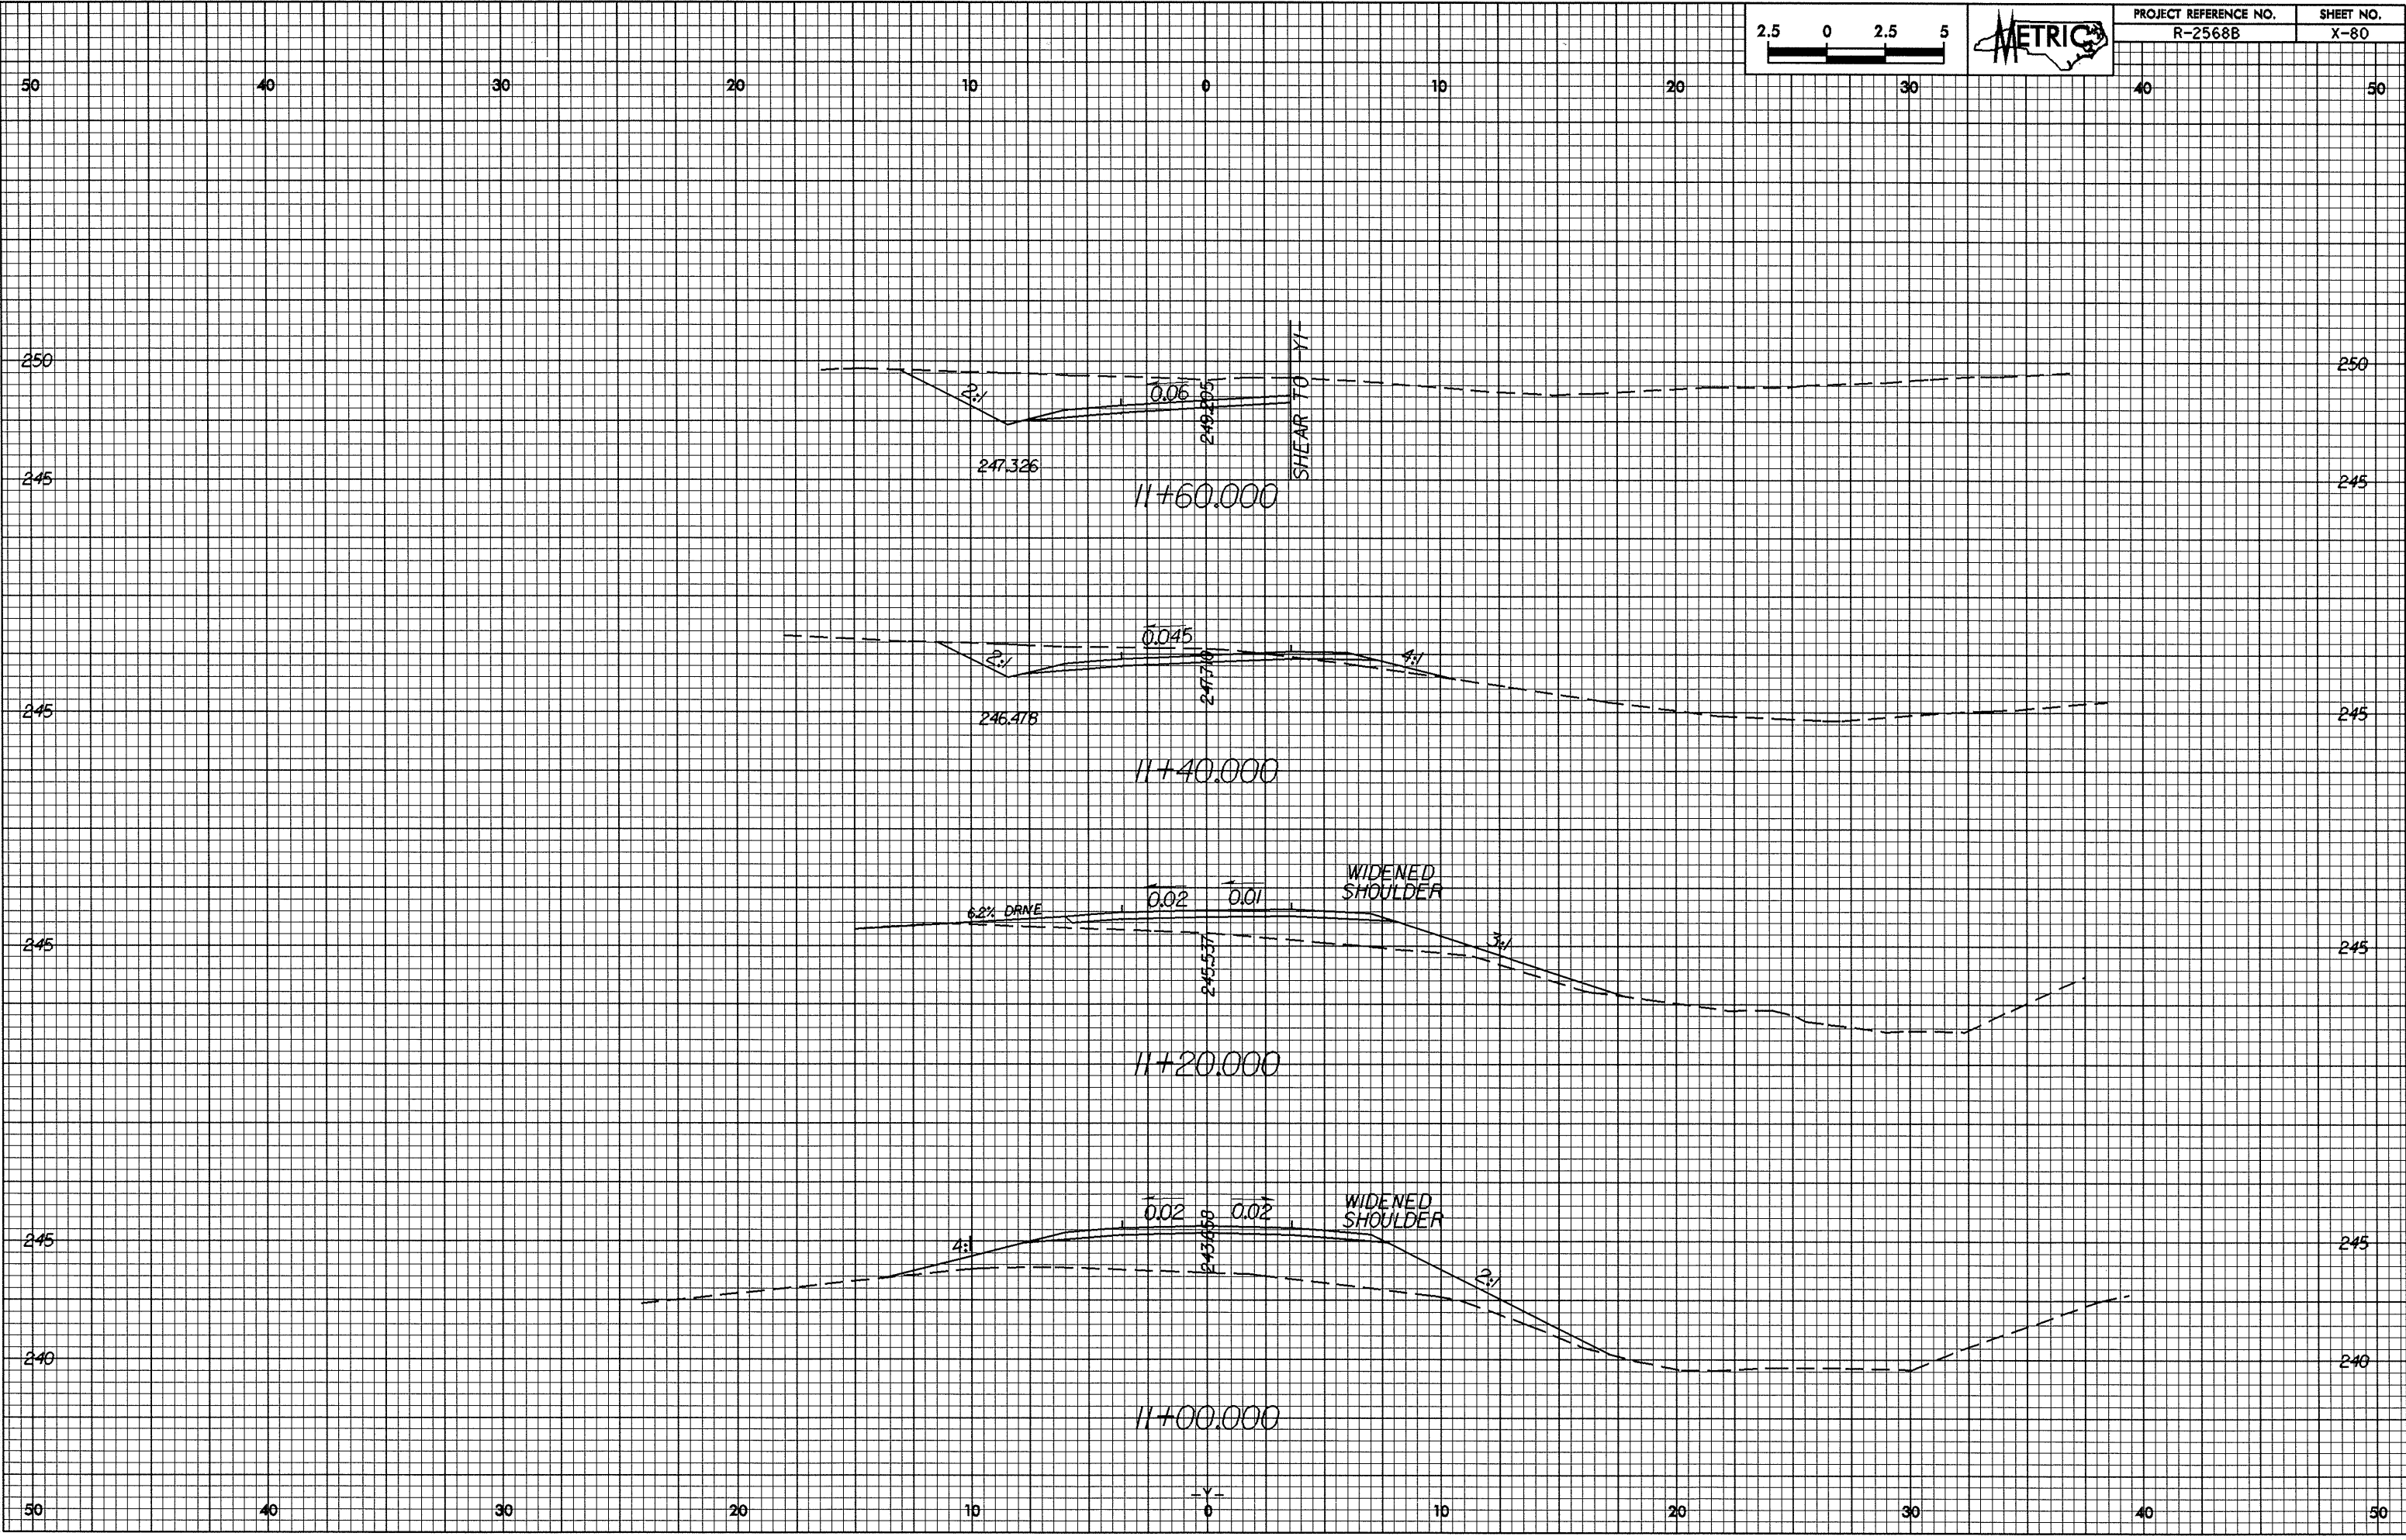 2.5 0 2.5 5
METRIC
PROJECT REFERENCE NO. SHEET NO.
R-2568B X-80
50 40 30 20 10 0 10 20 30 40 50
SHEAR TO -Y1-
250 250
2:1 0.06
249.205
247.326
245 245
11+60.000
0.045
2:1 4:1
247.710
245 245
246.478
11+40.000
WIDENED
SHOULDER
0.02 0.01
6.2% DRIVE
3:1
245 245
245.537
11+20.000
WIDENED
SHOULDER
0.02 0.02
243.658
245 4:1 245
2:1
240 240
11+00.000
-Y-
50 40 30 20 10 0 10 20 30 40 50